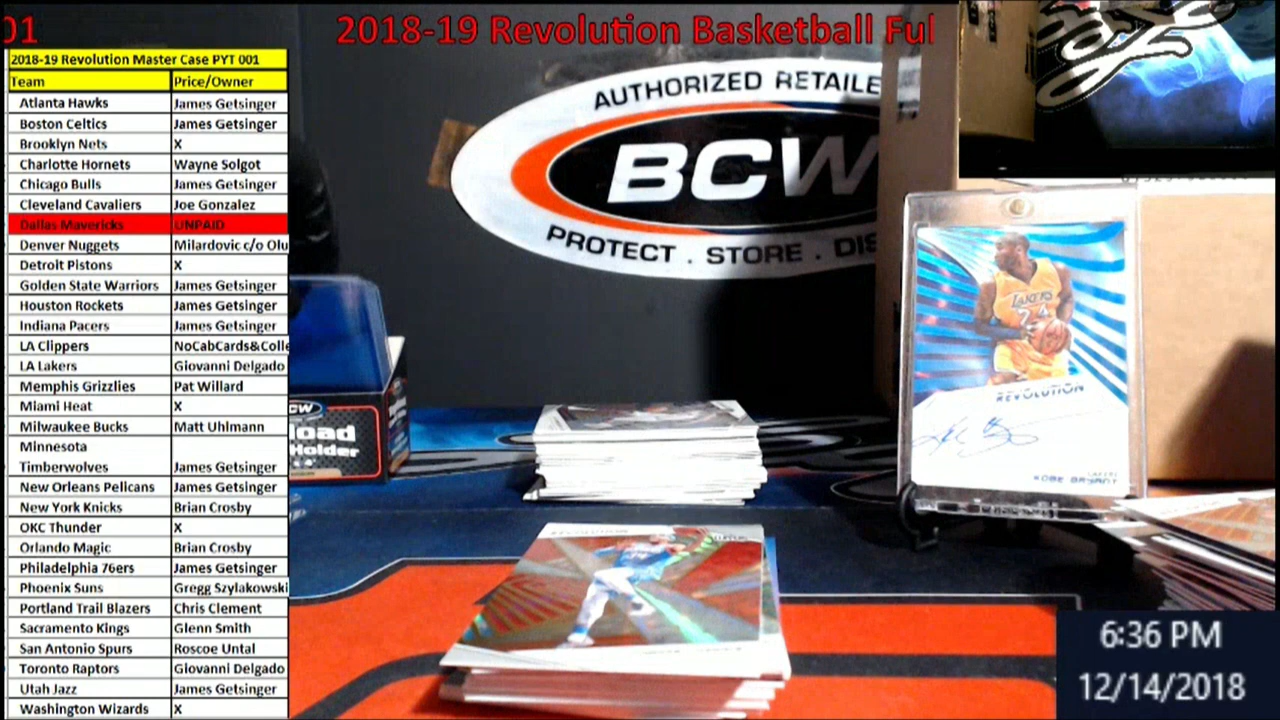 01
2018-19 Revolution Basketball Ful
2018-19 Revolution Master Case PYT 001
Team Price/Owner
Atlanta Hawks James Getsinger
Boston Celtics James Getsinger
Brooklyn Nets X
Charlotte Hornets Wayne Solgot
Chicago Bulls James Getsinger
Cleveland Cavaliers Joe Gonzalez
Dallas Mavericks UNPAID
Denver Nuggets Milardovic c/o Olu
Detroit Pistons X
Golden State Warriors James Getsinger
Houston Rockets James Getsinger
Indiana Pacers James Getsinger
LA Clippers NoCabCards&Colle
LA Lakers Giovanni Delgado
Memphis Grizzlies Pat Willard
Miami Heat X
Milwaukee Bucks Matt Uhlmann
Minnesota
Timberwolves James Getsinger
New Orleans Pelicans James Getsinger
New York Knicks Brian Crosby
OKC Thunder X
Orlando Magic Brian Crosby
Philadelphia 76ers James Getsinger
Phoenix Suns Gregg Szylakowski
Portland Trail Blazers Chris Clement
Sacramento Kings Glenn Smith
San Antonio Spurs Roscoe Untal
Toronto Raptors Giovanni Delgado
Utah Jazz James Getsinger
Washington Wizards X
AUTHORIZED RETAILE
BCW
PROTECT . STORE . DIS
CW
load
Holder
LAKERS
24
REVOLUTION
LAKERS
KOBE BRYANT
REVOLUTION
6:36 PM
12/14/2018